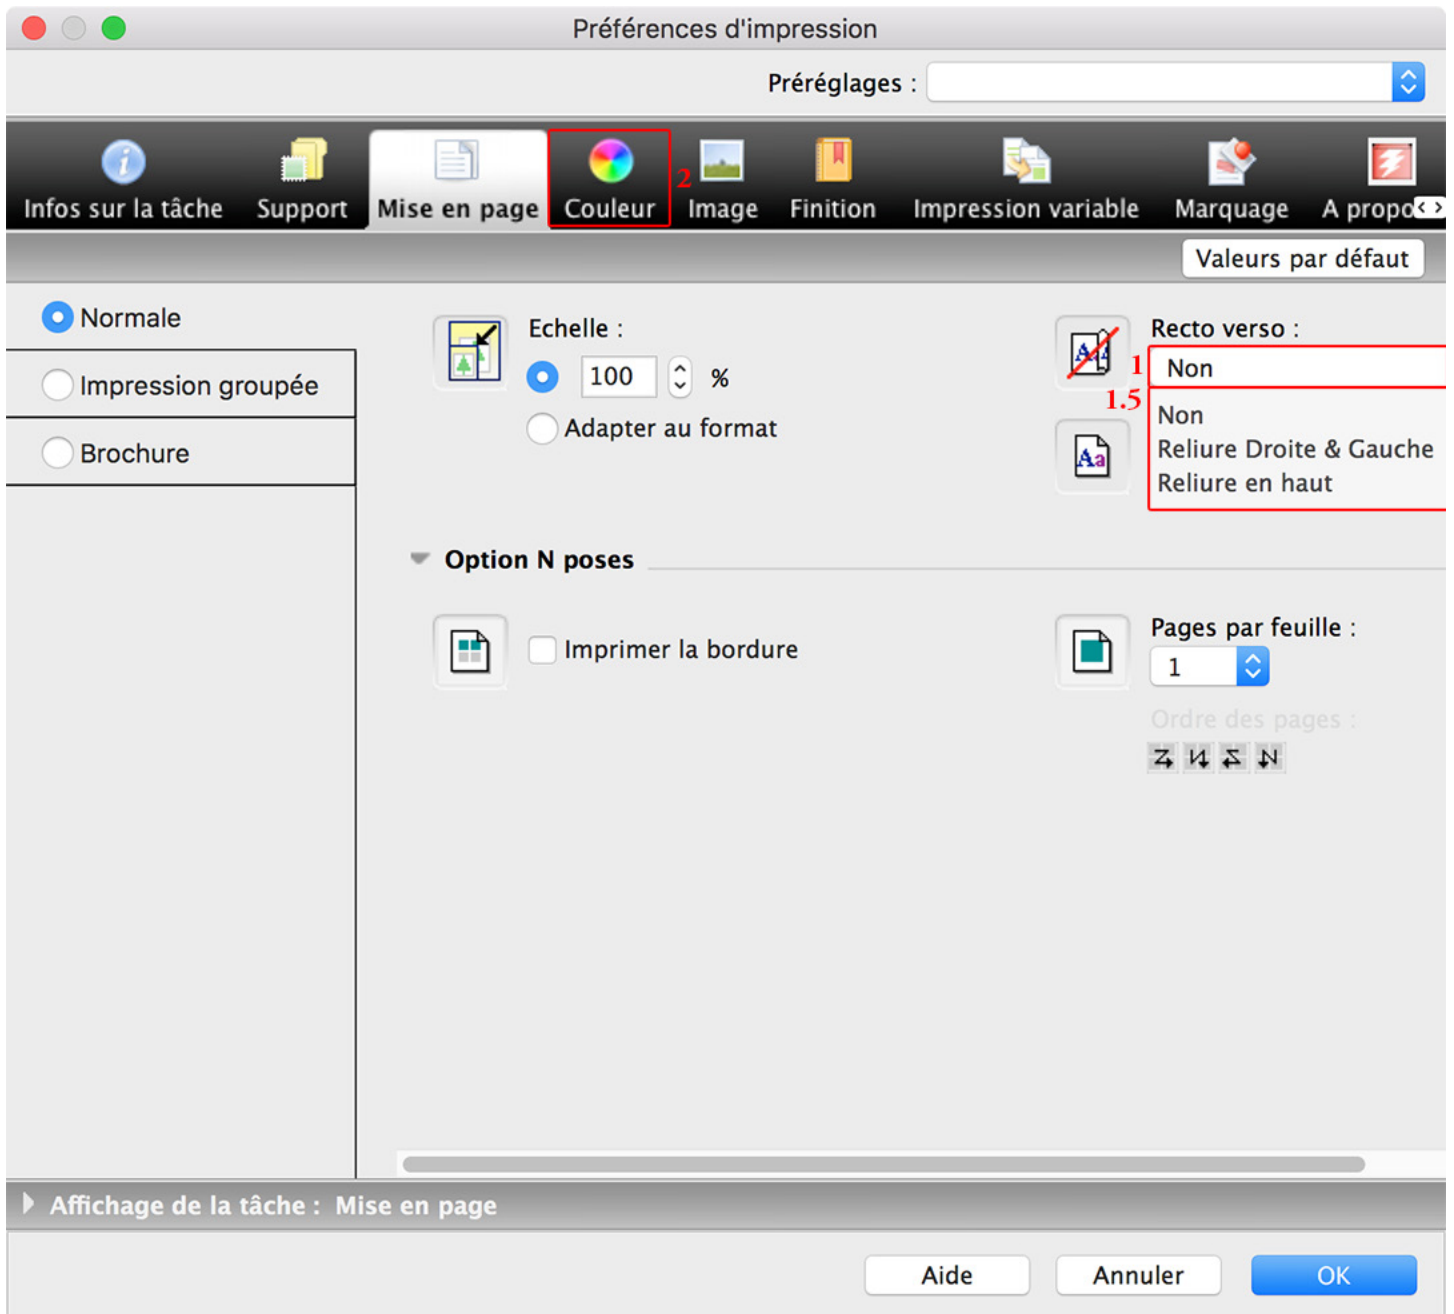 Préférences d'impression
Préréglages :
Infos sur la tâche Support Mise en page Couleur 2 Image Finition Impression variable Marquage A propo
Valeurs par défaut
Normale
Impression groupée
Brochure
Echelle :
100 %
Adapter au format
Recto verso :
1 Non
1.5
Non
Reliure Droite & Gauche
Reliure en haut
Option N poses
Imprimer la bordure
Pages par feuille :
1
Ordre des pages :
Affichage de la tâche : Mise en page
Aide Annuler OK